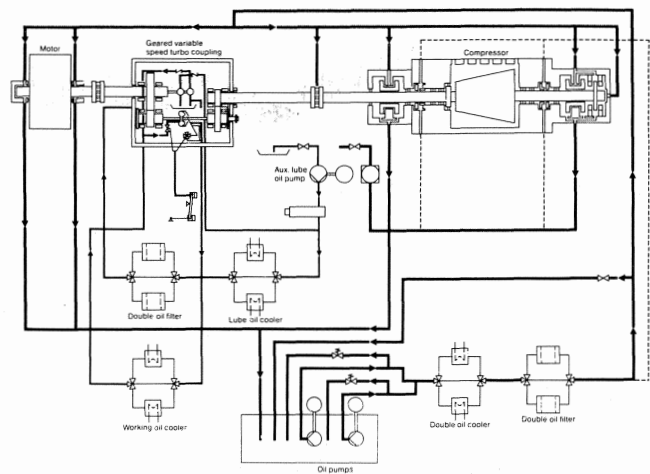 Motor
Geared variable
speed turbo coupling
Compressor
Aux. lube
oil pump
Double oil filter
Lube oil cooler
Working oil cooler
Double oil cooler
Double oil filter
Oil pumps